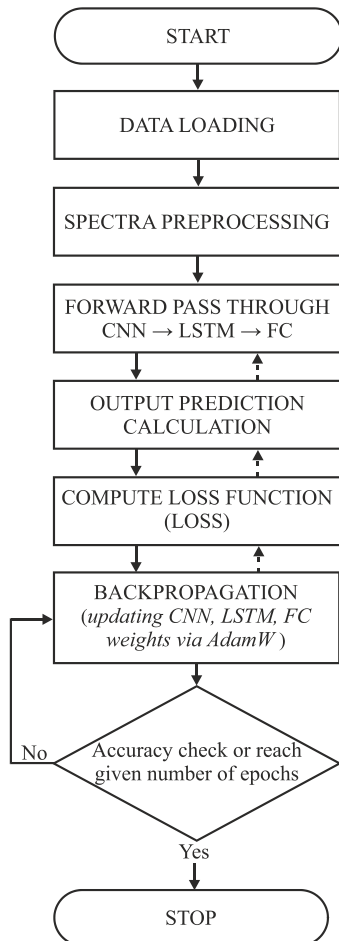 START
DATA LOADING
SPECTRA PREPROCESSING
FORWARD PASS THROUGH
CNN → LSTM → FC
OUTPUT PREDICTION
CALCULATION
COMPUTE LOSS FUNCTION
(LOSS)
BACKPROPAGATION
(updating CNN, LSTM, FC
weights via AdamW )
No
Accuracy check or reach
given number of epochs
Yes
STOP